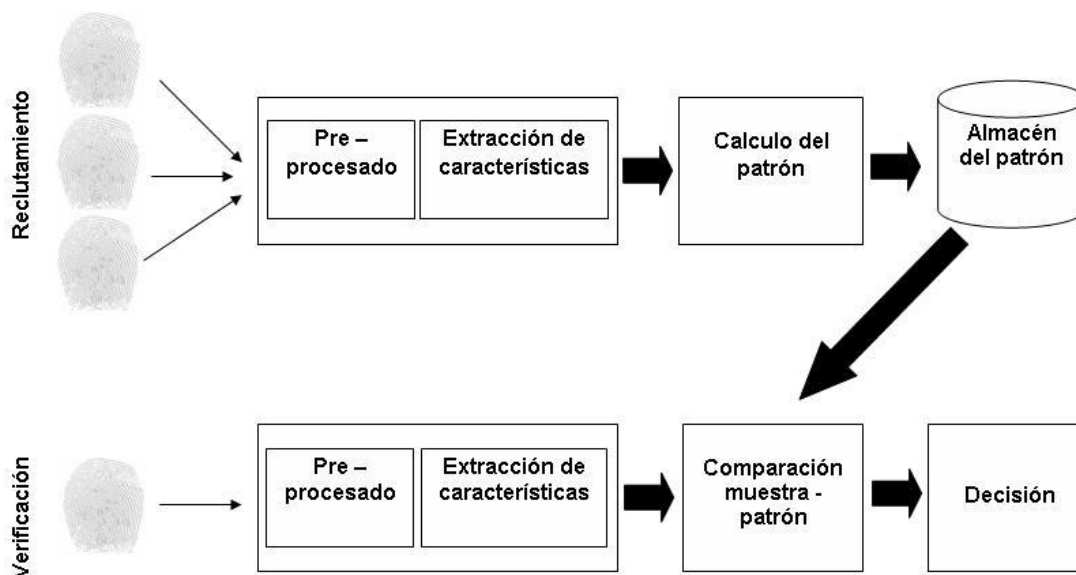 Reclutamiento
Pre –
procesado
Extracción de
características
Calculo del
patrón
Almacén
del patrón
Verificación
Pre –
procesado
Extracción de
características
Comparación
muestra -
patrón
Decisión